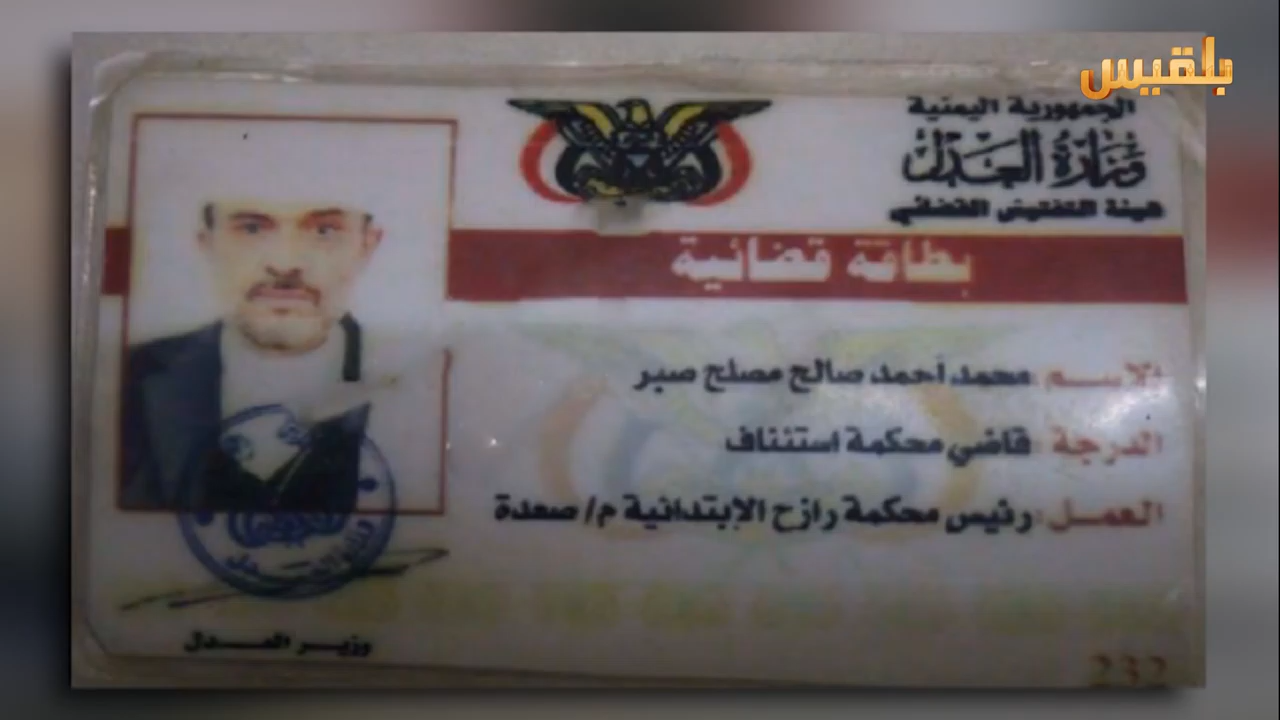 بلقيس
الجمهورية اليمنية
وزارة العدل
هيئة التفتيش القضائي
بطاقة قضائية
الاسم محمد أحمد صالح مصلح صبر
الدرجة قاضي محكمة استئناف
العمل رئيس محكمة رازح الإبتدائية م/ صعدة
وزير العدل
232